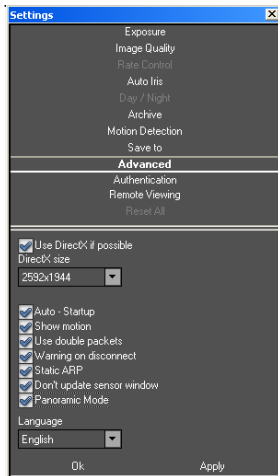 Settings
Exposure
Image Quality
Rate Control
Auto Iris
Day / Night
Archive
Motion Detection
Save to
Advanced
Authentication
Remote Viewing
Reset All
Use DirectX if possible
DirectX size
2592x1944
Auto - Startup
Show motion
Use double packets
Warning on disconnect
Static ARP
Don't update sensor window
Panoramic Mode
Language
English
Ok Apply